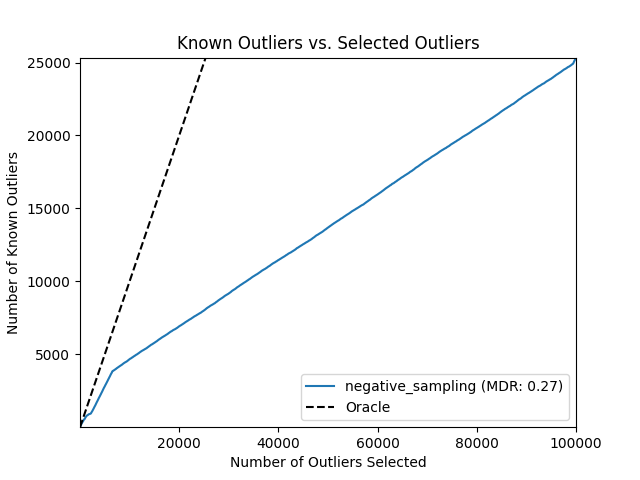 Known Outliers vs. Selected Outliers
Number of Known Outliers
25000
20000
15000
10000
5000
negative_sampling (MDR: 0.27)
Oracle
20000 40000 60000 80000 100000
Number of Outliers Selected